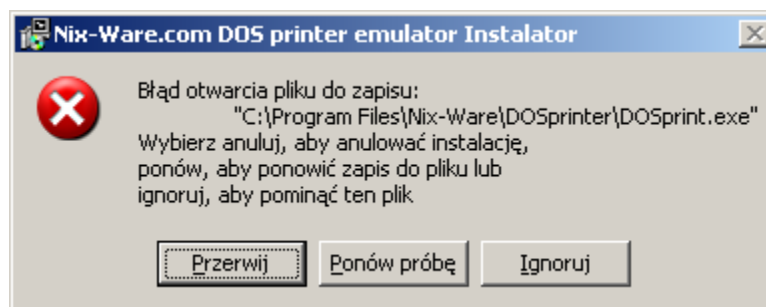 Nix-Ware.com DOS printer emulator Instalator
Błąd otwarcia pliku do zapisu:
"C:\Program Files\Nix-Ware\DOSprinter\DOSprint.exe"
Wybierz anuluj, aby anulować instalację,
ponów, aby ponowić zapis do pliku lub
ignoruj, aby pominąć ten plik
Przerwij
Ponów próbę
Ignoruj